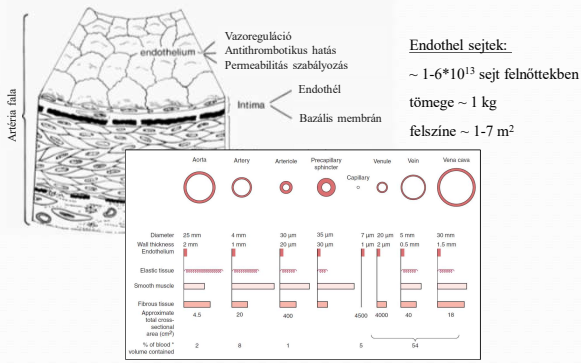 Artéria fala
endothelium
Vazoreguláció
Antithrombotikus hatás
Permeabilitás szabályozás
Intima
Endothél
Bazális membrán
Endothel sejtek:
~ 1-6*10¹³ sejt felnőttekben
tömege ~ 1 kg
felszíne ~ 1-7 m²
Aorta Artery Arteriole Precapillary sphincter Capillary Venule Vein Vena cava
Diameter 25 mm 4 mm 30 μm 35 μm 7 μm 20 μm 5 mm 30 mm
Wall thickness 2 mm 1 mm 20 μm 30 μm 1 μm 2 μm 0.5 mm 1.5 mm
Endothelium
Elastic tissue
Smooth muscle
Fibrous tissue
Approximate total cross-sectional area (cm²) 4.5 20 400 4500 4000 40 18
% of blood * volume contained 2 8 1 5 54